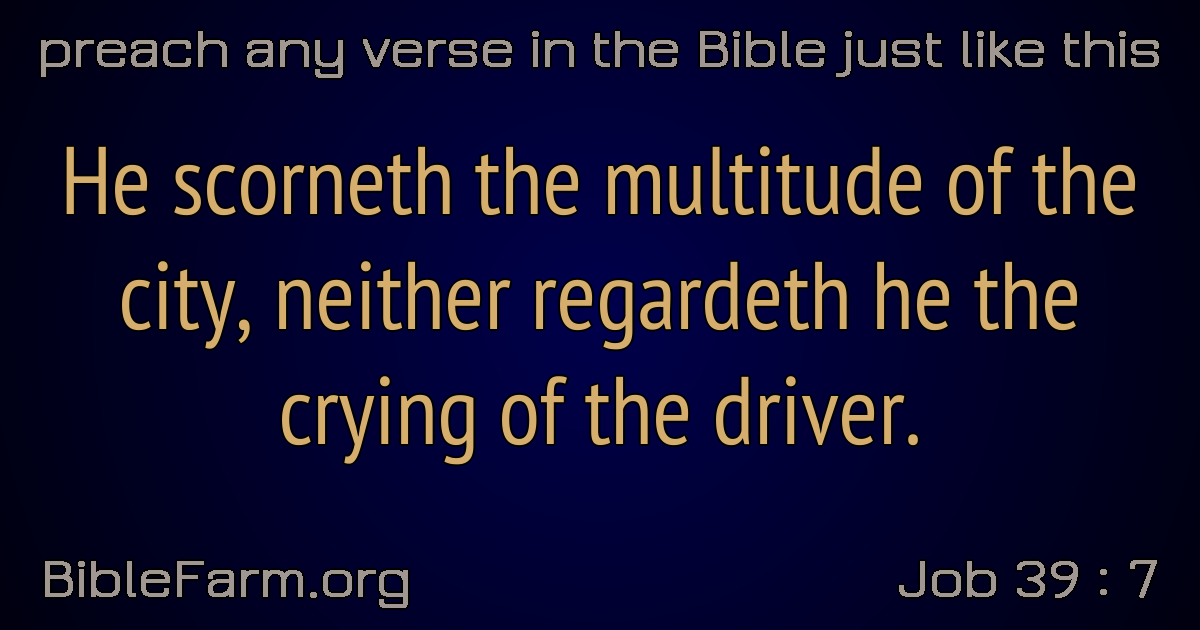 preach any verse in the Bible just like this
He scorneth the multitude of the
city, neither regardeth he the
crying of the driver.
BibleFarm.org
Job 39 : 7